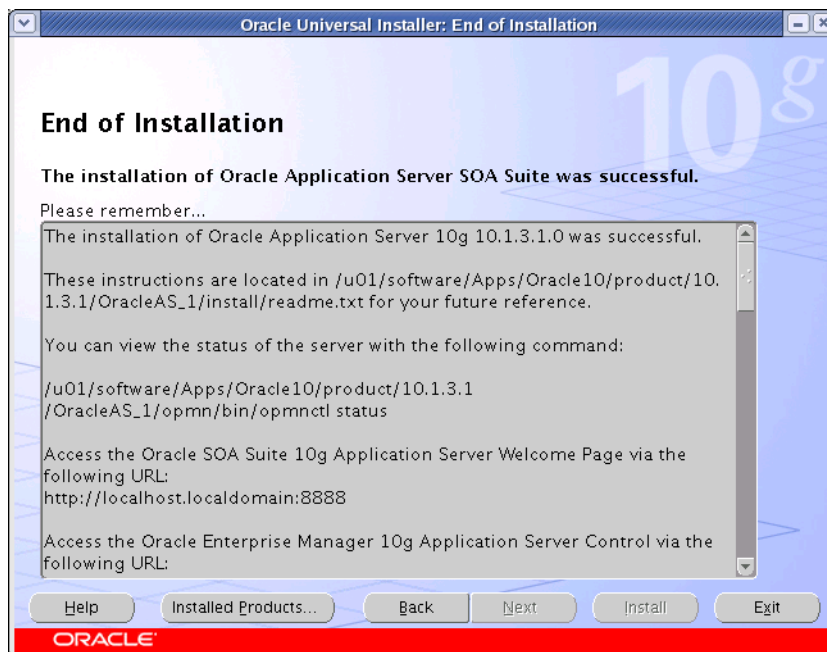 Oracle Universal Installer: End of Installation
10g
End of Installation
The installation of Oracle Application Server SOA Suite was successful.
Please remember...
The installation of Oracle Application Server 10g 10.1.3.1.0 was successful.
These instructions are located in /u01/software/Apps/Oracle10/product/10.
1.3.1/OracleAS_1/install/readme.txt for your future reference.
You can view the status of the server with the following command:
/u01/software/Apps/Oracle10/product/10.1.3.1
/OracleAS_1/opmn/bin/opmnctl status
Access the Oracle SOA Suite 10g Application Server Welcome Page via the
following URL:
http://localhost.localdomain:8888
Access the Oracle Enterprise Manager 10g Application Server Control via the
following URL:
Help Installed Products... Back Next Install Exit
ORACLE